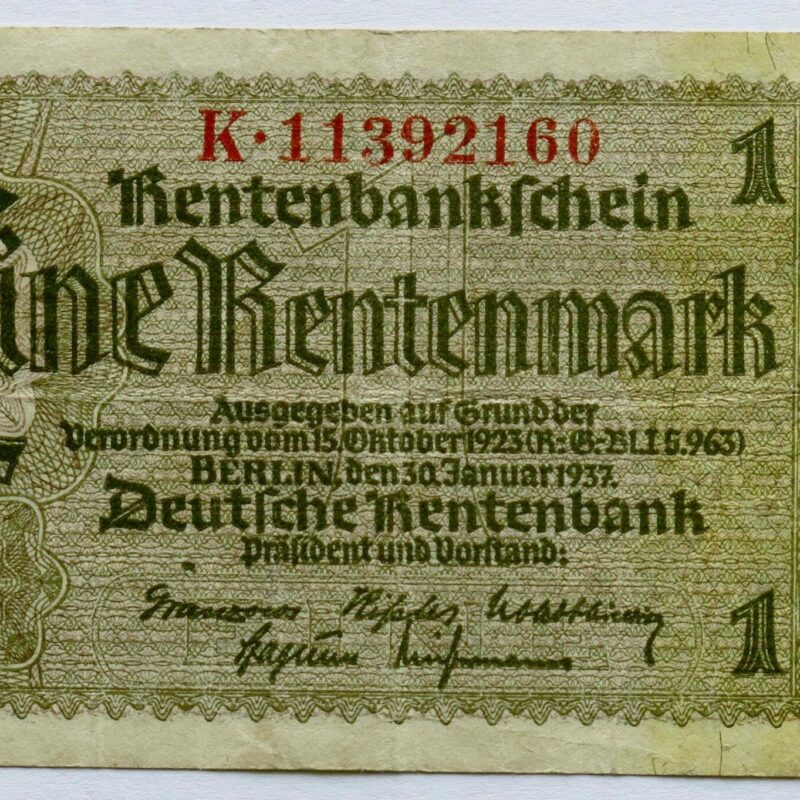 K·11392160
1
Rentenbankſchein
ine Rentenmark
Ausgegeben auf Grund der
Verordnung vom 15. Oktober 1923 (R.-G.-Bl. I S. 963)
BERLIN, den 30. Januar 1937.
Deutſche Rentenbank
Präſident und Vorſtand:
1